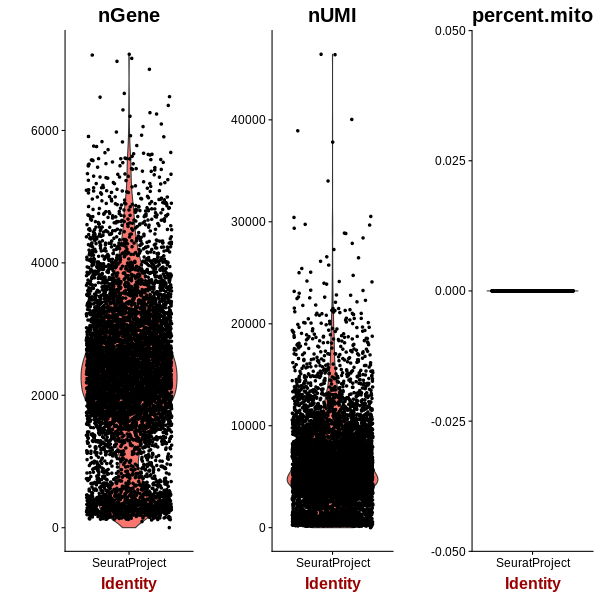 nGene
6000
4000
2000
0
SeuratProject
Identity
nUMI
40000
30000
20000
10000
0
SeuratProject
Identity
percent.mito
0.050
0.025
0.000
-0.025
-0.050
SeuratProject
Identity